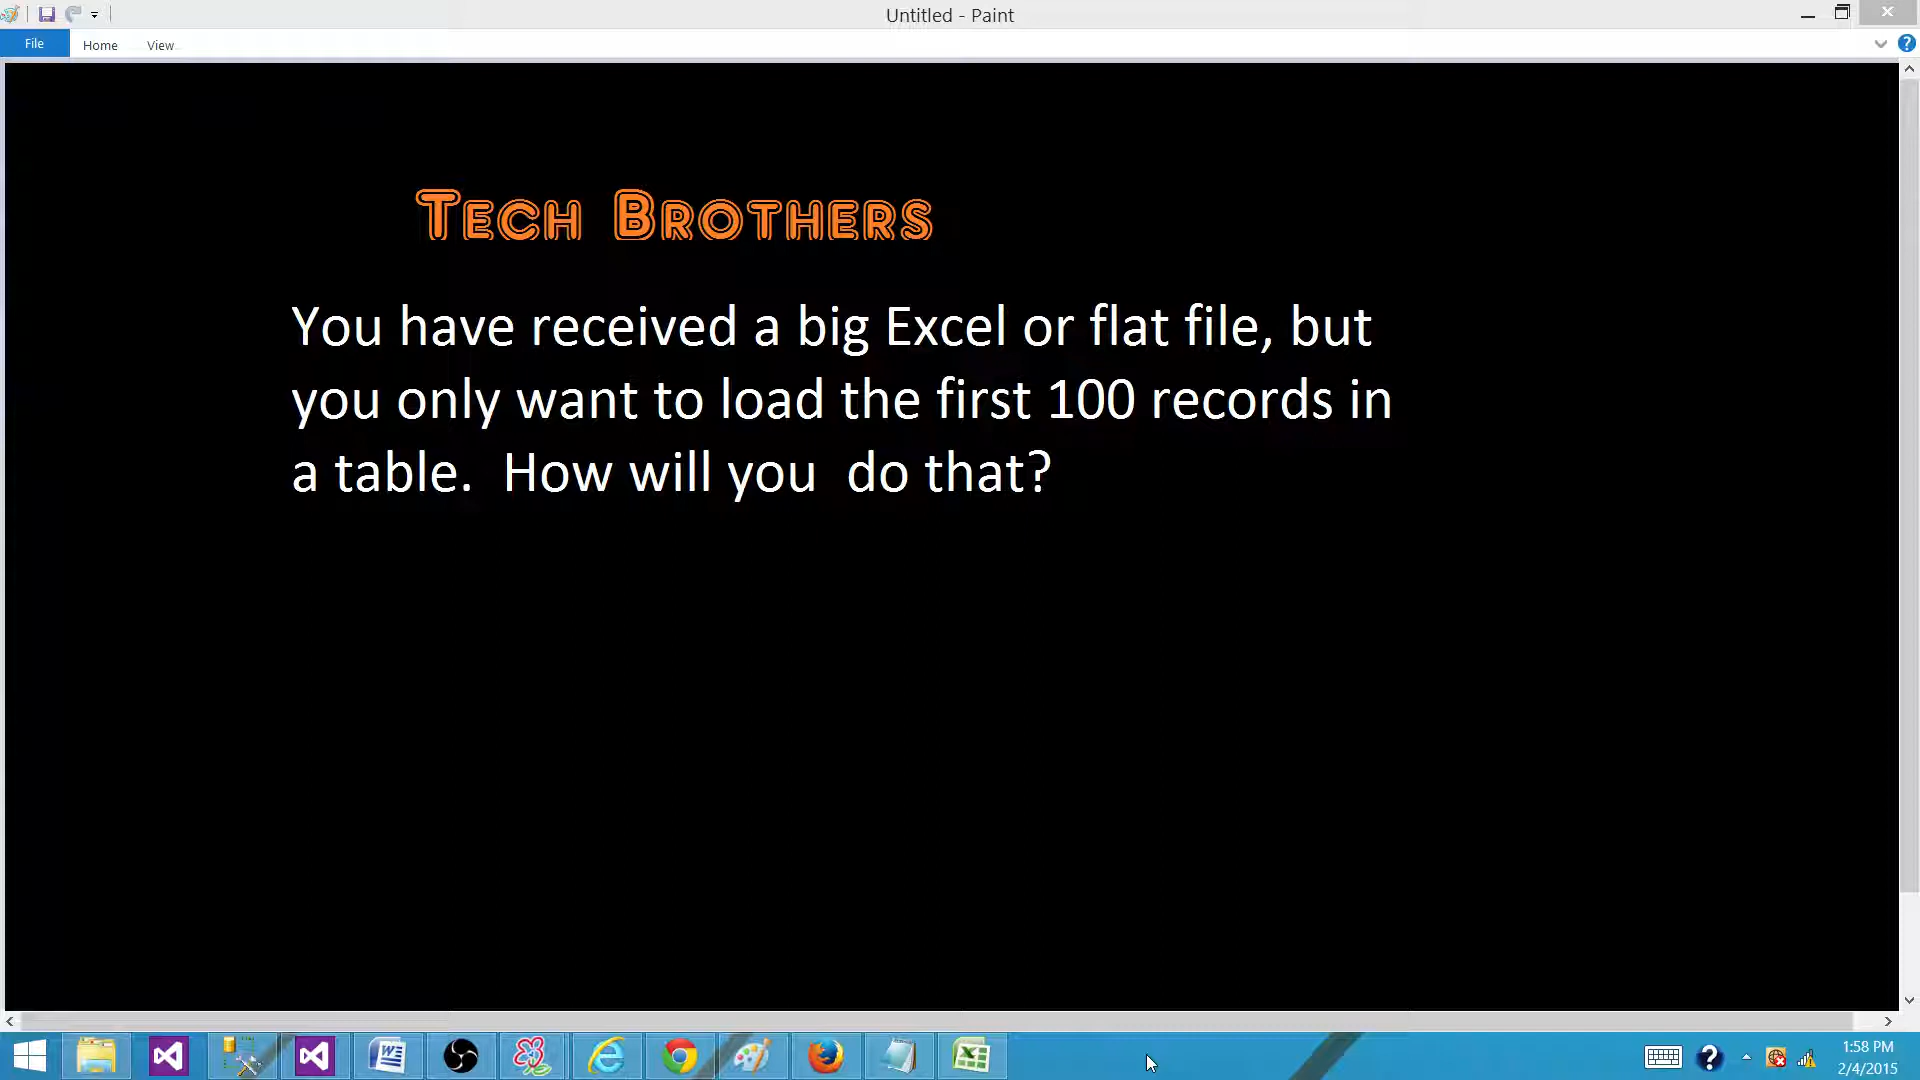 Untitled - Paint
File Home View
Tech Brothers
You have received a big Excel or flat file, but
you only want to load the first 100 records in
a table.  How will you  do that?
1:58 PM
2/4/2015